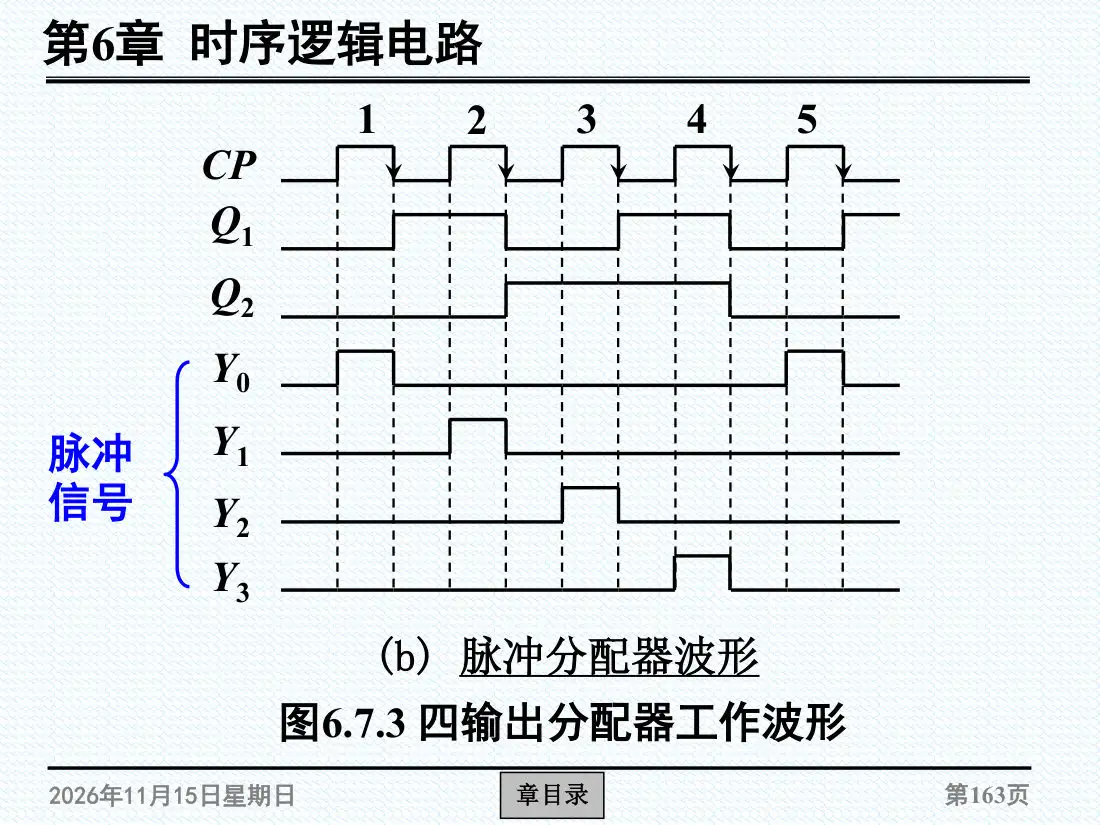 第6章 时序逻辑电路
1 2 3 4 5
CP
Q1
Q2
Y0
Y1
Y2
Y3
脉冲
信号
(b) 脉冲分配器波形
图6.7.3 四输出分配器工作波形
2026年11月15日星期日 章目录 第163页